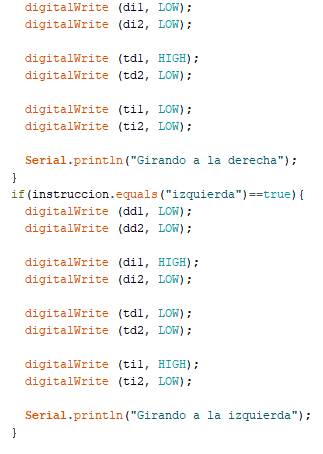 digitalWrite (di1, LOW);
digitalWrite (di2, LOW);
digitalWrite (td1, HIGH);
digitalWrite (td2, LOW);
digitalWrite (ti1, LOW);
digitalWrite (ti2, LOW);
Serial.println("Girando a la derecha");
}
if(instruccion.equals("izquierda")==true){
digitalWrite (dd1, LOW);
digitalWrite (dd2, LOW);
digitalWrite (di1, HIGH);
digitalWrite (di2, LOW);
digitalWrite (td1, LOW);
digitalWrite (td2, LOW);
digitalWrite (ti1, HIGH);
digitalWrite (ti2, LOW);
Serial.println("Girando a la izquierda");
}